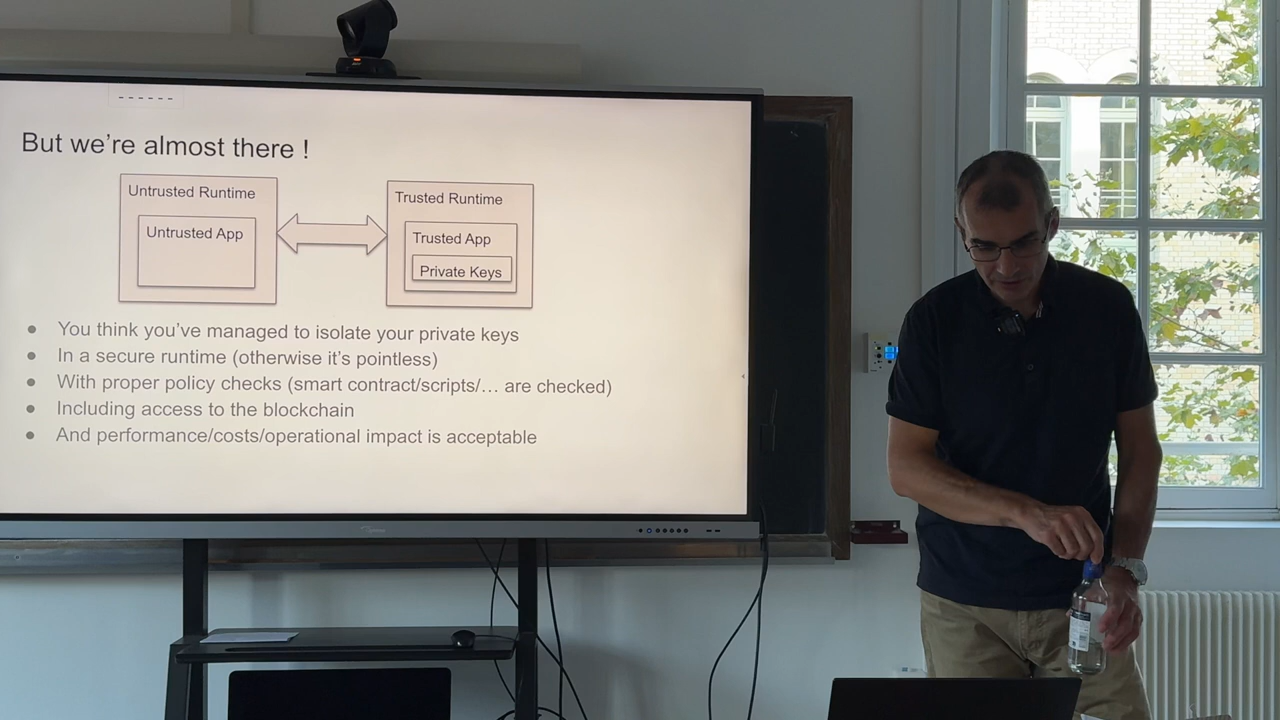 But we're almost there !
Untrusted Runtime
Untrusted App
Trusted Runtime
Trusted App
Private Keys
● You think you've managed to isolate your private keys
● In a secure runtime (otherwise it's pointless)
● With proper policy checks (smart contract/scripts/… are checked)
● Including access to the blockchain
● And performance/costs/operational impact is acceptable